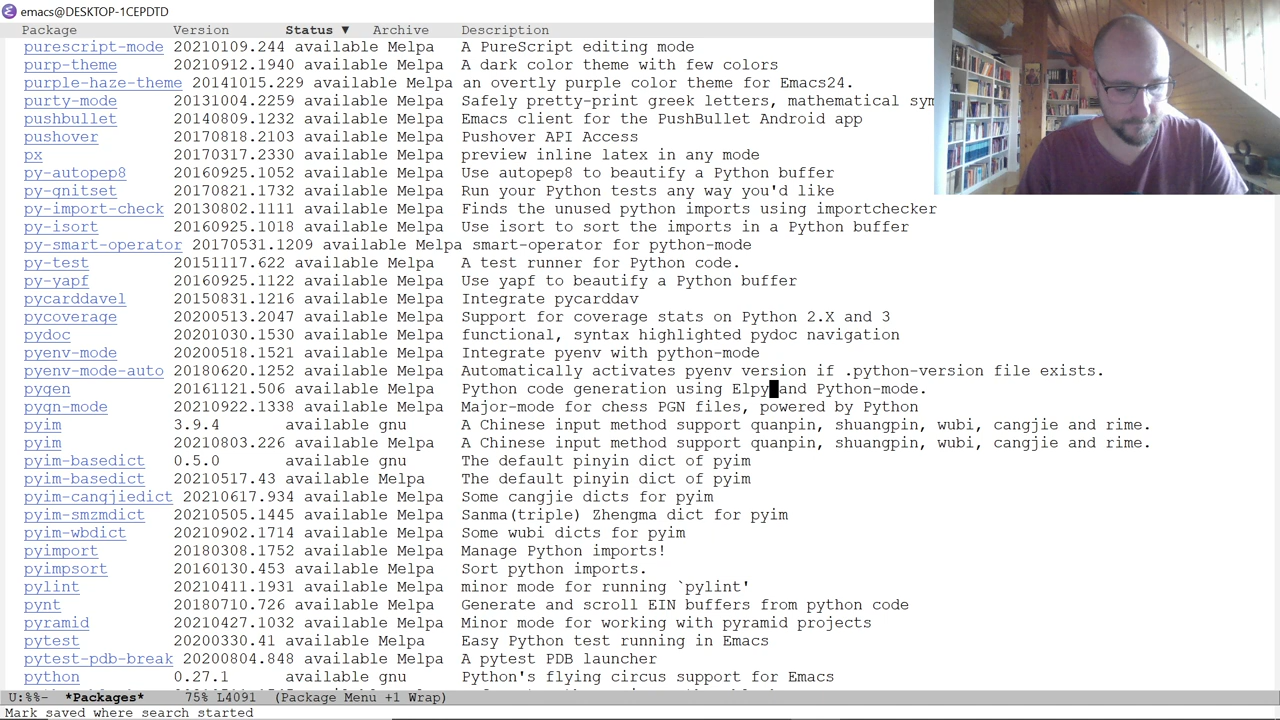 emacs@DESKTOP-1CEPDTD
Package Version Status ▼ Archive Description
purescript-mode 20210109.244 available Melpa A PureScript editing mode
purp-theme 20210912.1940 available Melpa A dark color theme with few colors
purple-haze-theme 20141015.229 available Melpa an overtly purple color theme for Emacs24.
purty-mode 20131004.2259 available Melpa Safely pretty-print greek letters, mathematical sym
pushbullet 20140809.1232 available Melpa Emacs client for the PushBullet Android app
pushover 20170818.2103 available Melpa Pushover API Access
px 20170317.2330 available Melpa preview inline latex in any mode
py-autopep8 20160925.1052 available Melpa Use autopep8 to beautify a Python buffer
py-gnitset 20170821.1732 available Melpa Run your Python tests any way you'd like
py-import-check 20130802.1111 available Melpa Finds the unused python imports using importchecker
py-isort 20160925.1018 available Melpa Use isort to sort the imports in a Python buffer
py-smart-operator 20170531.1209 available Melpa smart-operator for python-mode
py-test 20151117.622 available Melpa A test runner for Python code.
py-yapf 20160925.1122 available Melpa Use yapf to beautify a Python buffer
pycarddavel 20150831.1216 available Melpa Integrate pycarddav
pycoverage 20200513.2047 available Melpa Support for coverage stats on Python 2.X and 3
pydoc 20201030.1530 available Melpa functional, syntax highlighted pydoc navigation
pyenv-mode 20200518.1521 available Melpa Integrate pyenv with python-mode
pyenv-mode-auto 20180620.1252 available Melpa Automatically activates pyenv version if .python-version file exists.
pygen 20161121.506 available Melpa Python code generation using Elpy and Python-mode.
pygn-mode 20210922.1338 available Melpa Major-mode for chess PGN files, powered by Python
pyim 3.9.4 available gnu A Chinese input method support quanpin, shuangpin, wubi, cangjie and rime.
pyim 20210803.226 available Melpa A Chinese input method support quanpin, shuangpin, wubi, cangjie and rime.
pyim-basedict 0.5.0 available gnu The default pinyin dict of pyim
pyim-basedict 20210517.43 available Melpa The default pinyin dict of pyim
pyim-cangjiedict 20210617.934 available Melpa Some cangjie dicts for pyim
pyim-smzmdict 20210505.1445 available Melpa Sanma(triple) Zhengma dict for pyim
pyim-wbdict 20210902.1714 available Melpa Some wubi dicts for pyim
pyimport 20180308.1752 available Melpa Manage Python imports!
pyimpsort 20160130.453 available Melpa Sort python imports.
pylint 20210411.1931 available Melpa minor mode for running `pylint'
pynt 20180710.726 available Melpa Generate and scroll EIN buffers from python code
pyramid 20210427.1032 available Melpa Minor mode for working with pyramid projects
pytest 20200330.41 available Melpa Easy Python test running in Emacs
pytest-pdb-break 20200804.848 available Melpa A pytest PDB launcher
python 0.27.1 available gnu Python's flying circus support for Emacs
U:%%- *Packages* 75% L4091 (Package Menu +1 Wrap)
Mark saved where search started